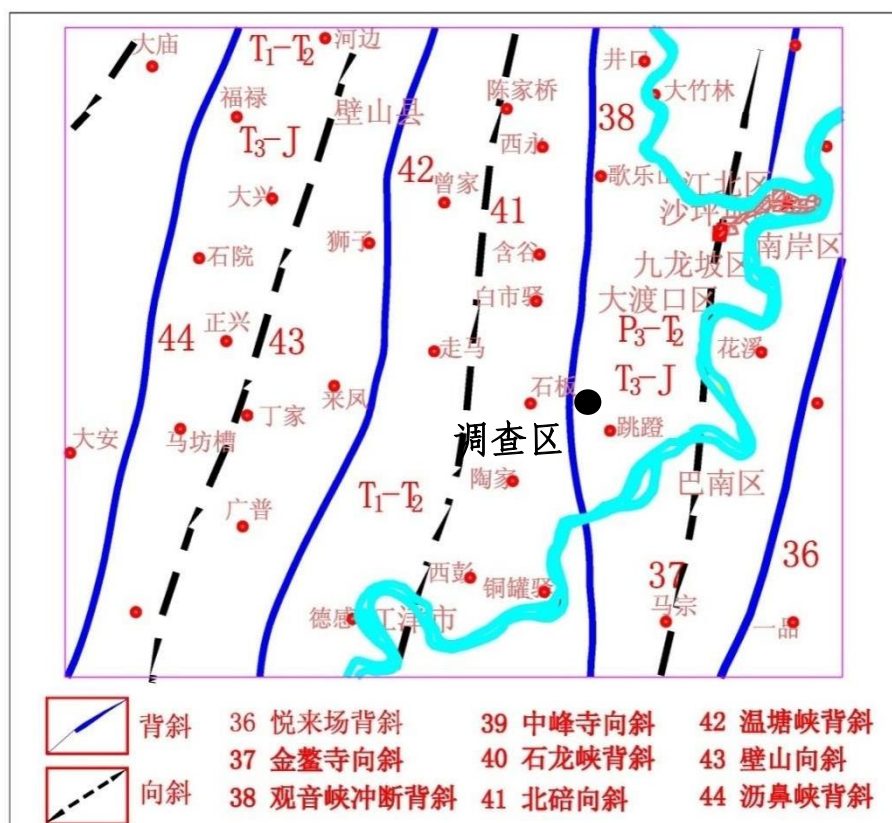 大庙
T₁-T₂
河边
井口
福禄
壁山县
陈家桥
大竹林
38
T₃-J
42
西永
大兴
曾家
41
歌乐山
江北区
沙坪坝
狮子
石院
含谷
南岸区
九龙坡区
白市驿
大渡口区
44
正兴
43
走马
P₃-T₂
花溪
T₃-J
来凤
石板
丁家
大安
马坊槽
调查区
跳蹬
陶家
巴南区
T₁-T₂
广普
36
西彭
铜罐驿
37
马宗
德感
江津市
一品
背斜
36 悦来场背斜
39 中峰寺向斜
42 温塘峡背斜
37 金鳌寺向斜
40 石龙峡背斜
43 壁山向斜
向斜
38 观音峡冲断背斜
41 北碚向斜
44 沥鼻峡背斜